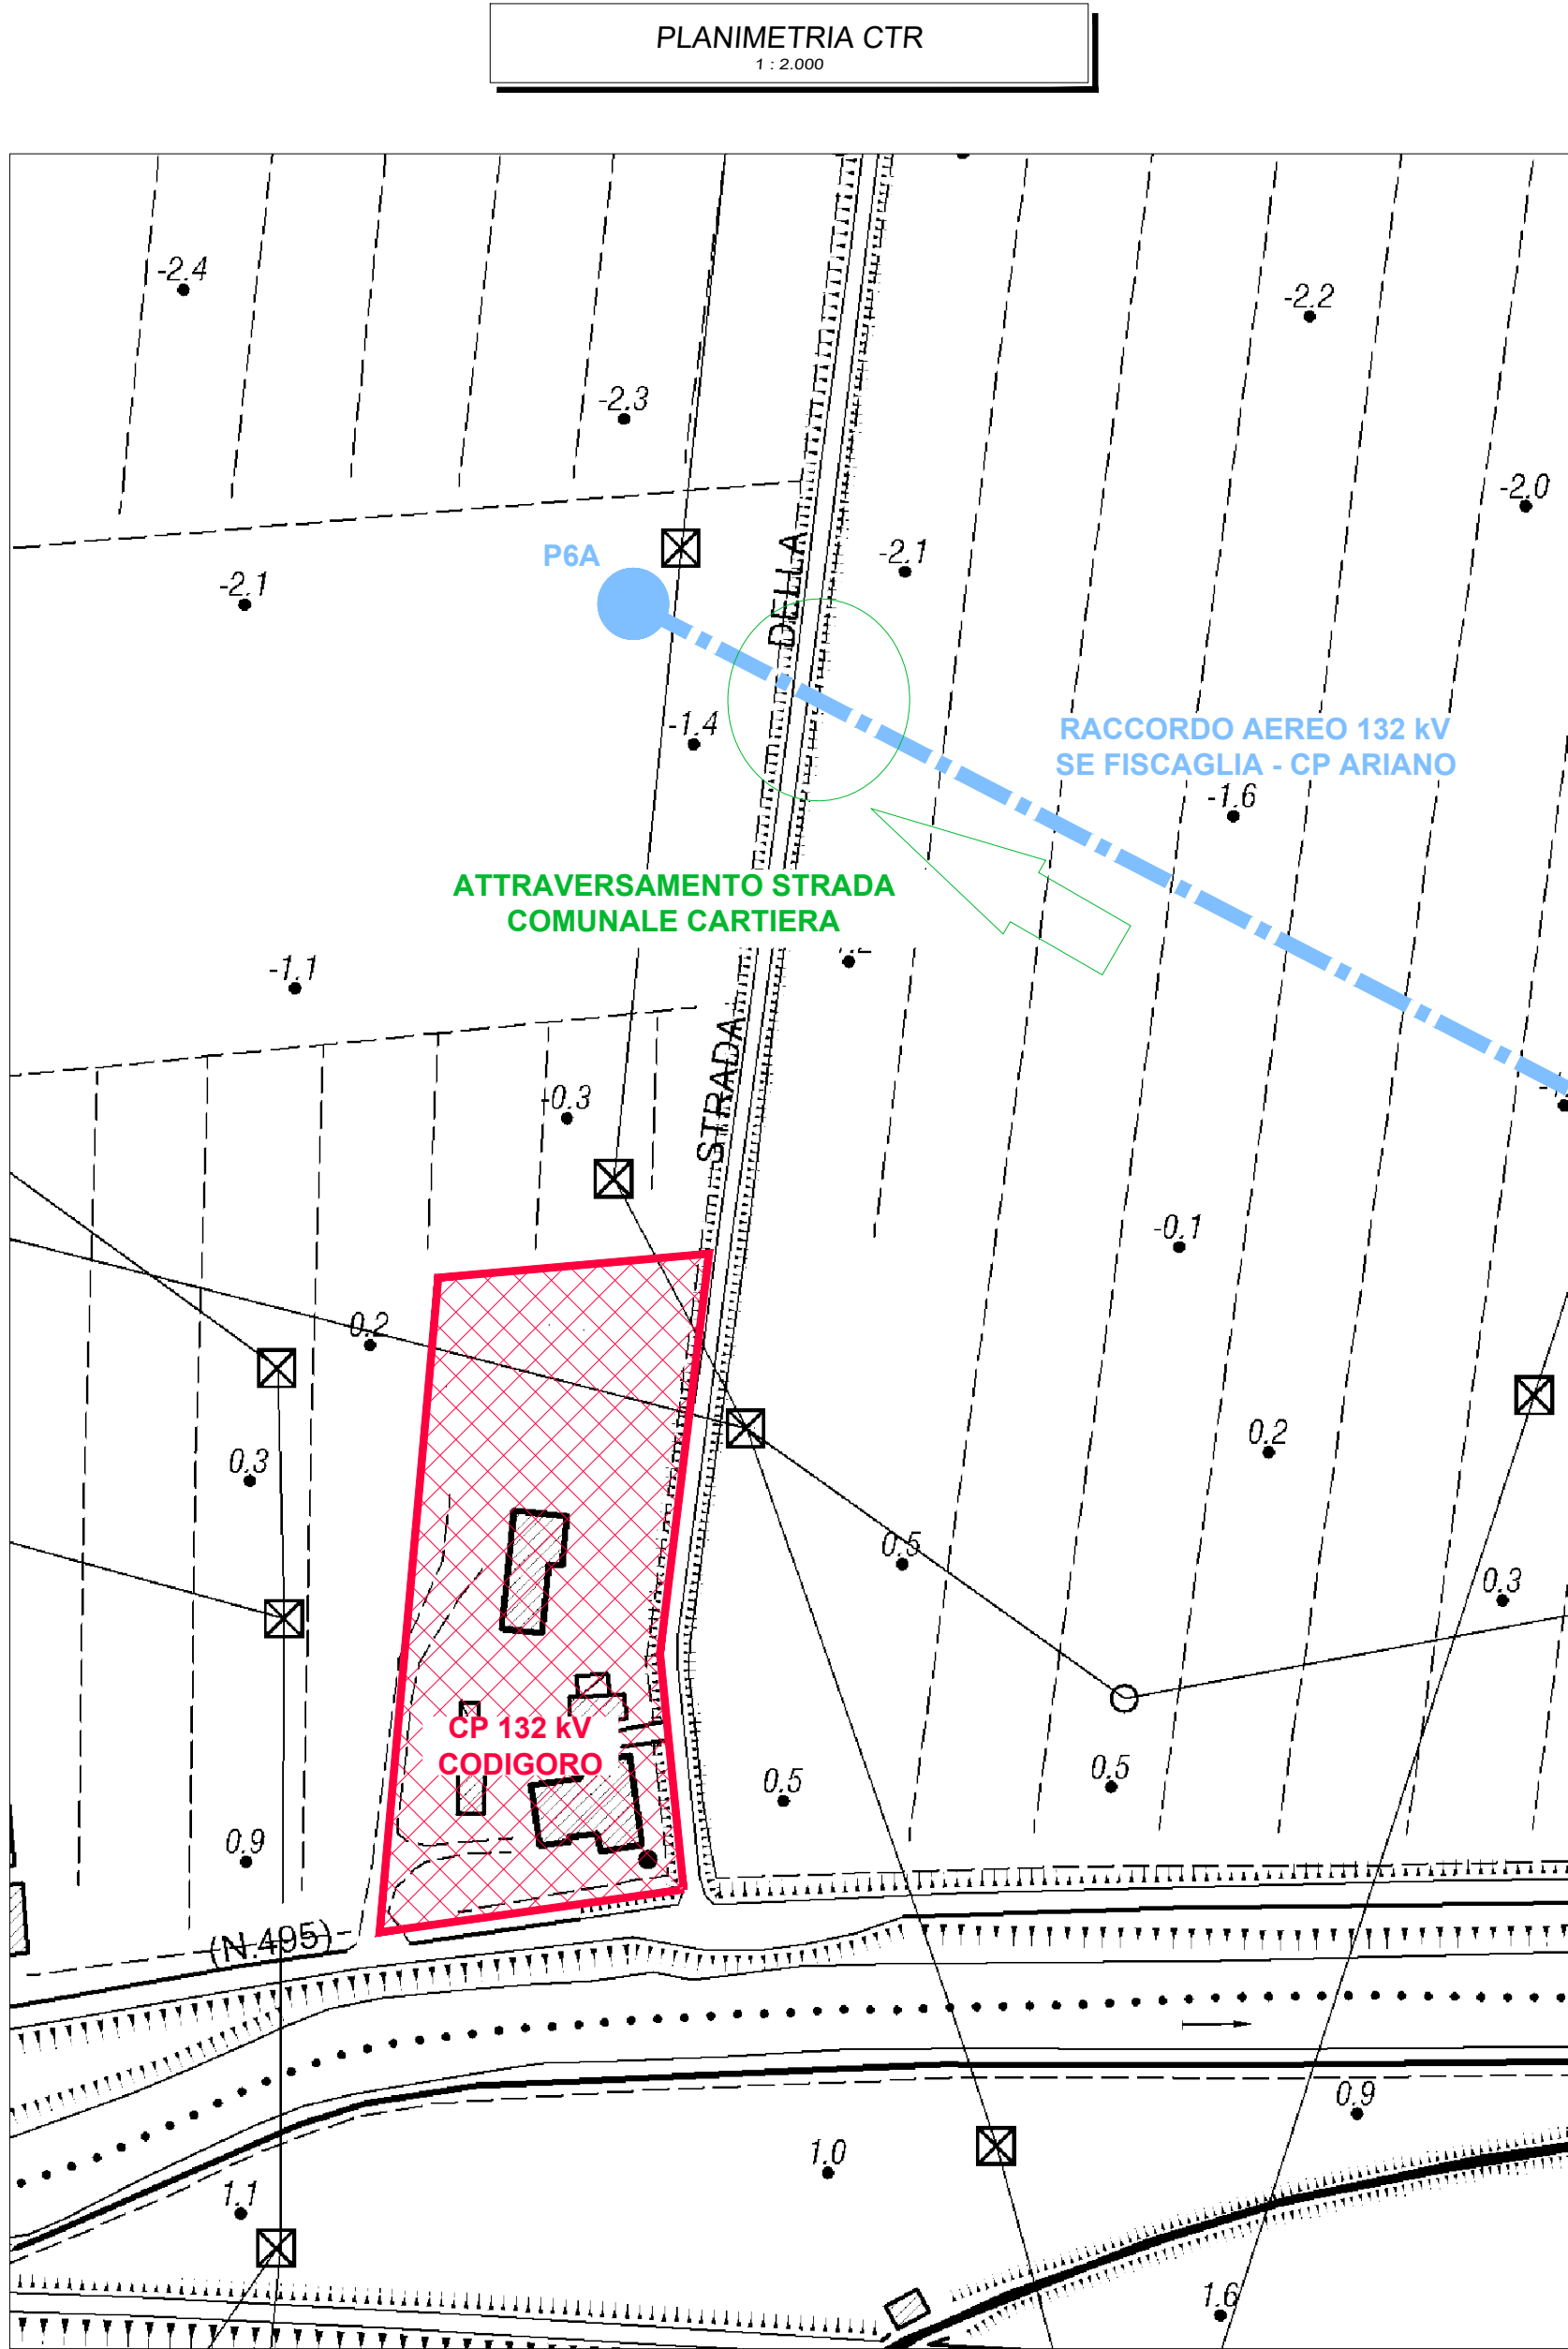 PLANIMETRIA CTR
1 : 2.000
-2.4
-2.2
-2.3
-2.0
P6A
DELLA
-2.1
-2.1
-1.4
RACCORDO AEREO 132 kV
SE FISCAGLIA - CP ARIANO
-1.6
ATTRAVERSAMENTO STRADA
COMUNALE CARTIERA
-1.1
STRADA
-0.3
-0.1
0.2
0.2
0.3
0.5
0.3
CP 132 kV
CODIGORO
0.5
0.5
0.9
(N.495)
0.9
1.0
1.1
1.6